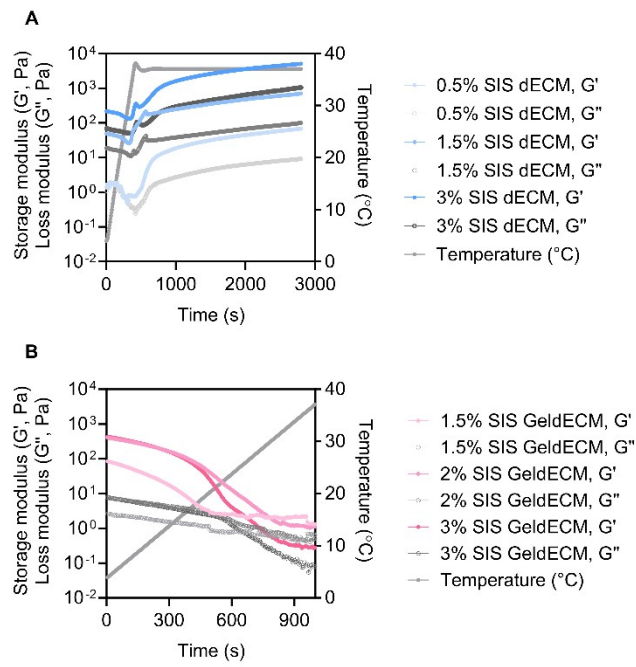 A
Storage modulus (G', Pa)
Loss modulus (G", Pa)
10⁴
10³
10²
10¹
10⁰
10⁻¹
10⁻²
0 1000 2000 3000
Time (s)
40
30
20
10
0
Temperature (°C)
0.5% SIS dECM, G'
0.5% SIS dECM, G"
1.5% SIS dECM, G'
1.5% SIS dECM, G"
3% SIS dECM, G'
3% SIS dECM, G"
Temperature (°C)
B
Storage modulus (G', Pa)
Loss modulus (G", Pa)
10⁴
10³
10²
10¹
10⁰
10⁻¹
10⁻²
0 300 600 900
Time (s)
40
30
20
10
0
Temperature (°C)
1.5% SIS GeldECM, G'
1.5% SIS GeldECM, G"
2% SIS GeldECM, G'
2% SIS GeldECM, G"
3% SIS GeldECM, G'
3% SIS GeldECM, G"
Temperature (°C)